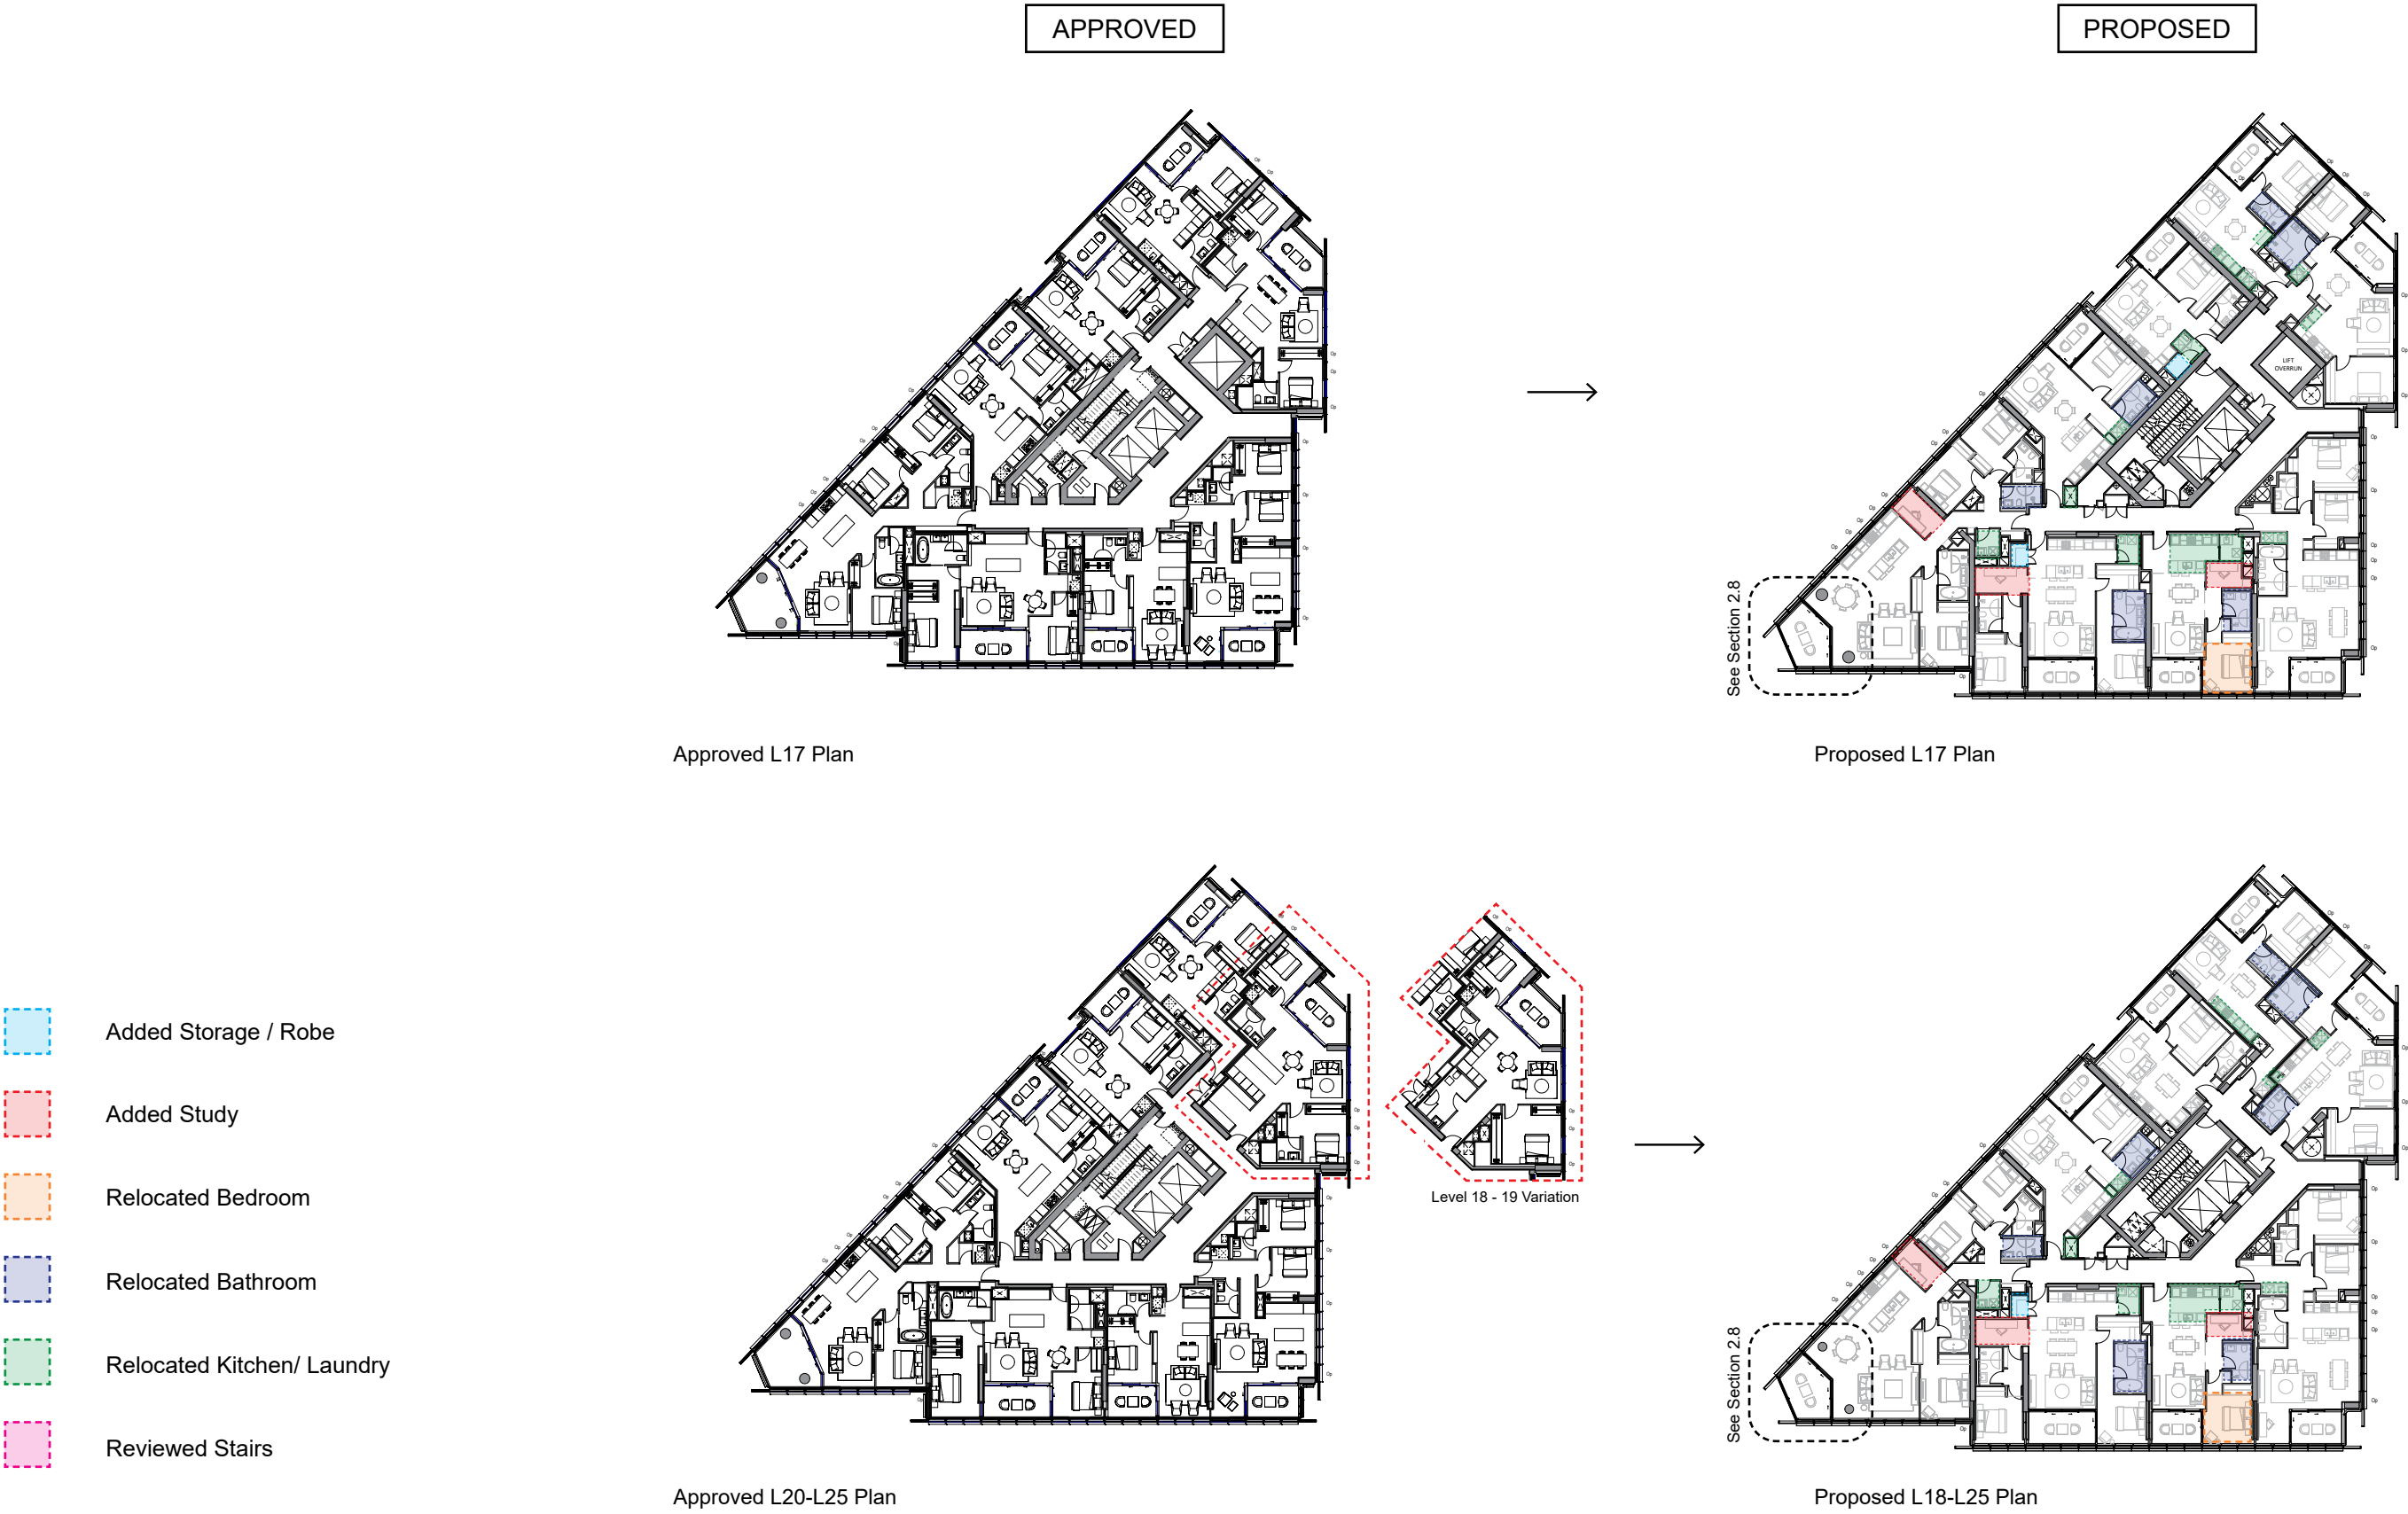 APPROVED
PROPOSED
LIFT
OVERRUN
See Section 2.8
Approved L17 Plan
Proposed L17 Plan
Added Storage / Robe
Added Study
Relocated Bedroom
Relocated Bathroom
Relocated Kitchen/ Laundry
Reviewed Stairs
Level 18 - 19 Variation
See Section 2.8
Approved L20-L25 Plan
Proposed L18-L25 Plan